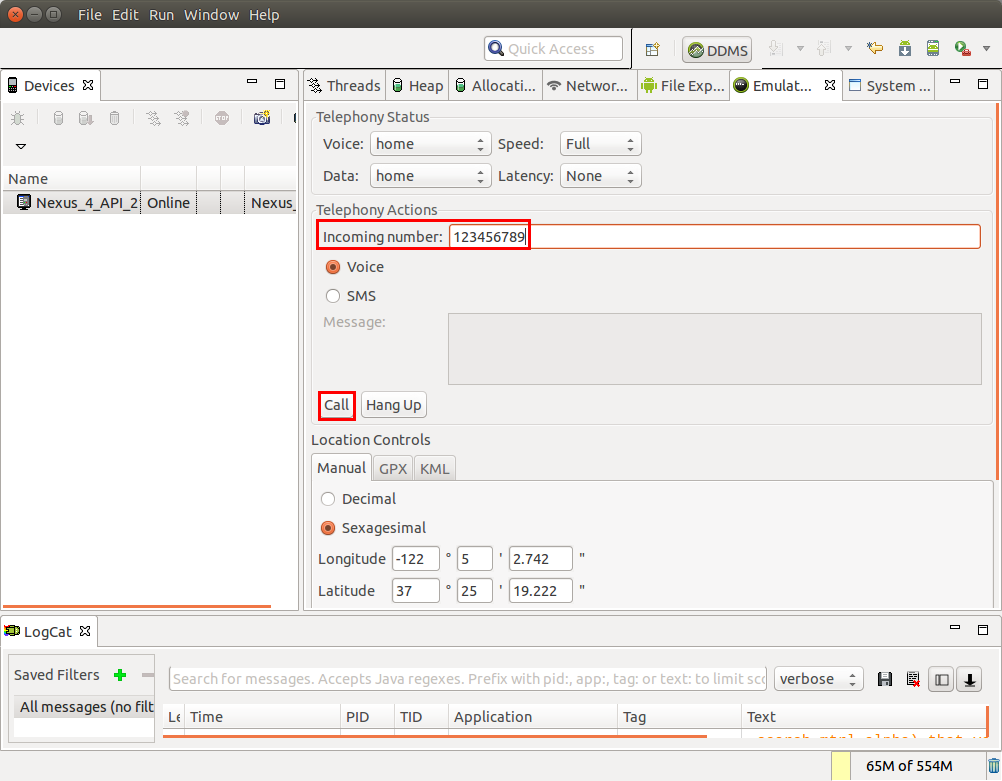 File Edit Run Window Help
Quick Access
DDMS
Devices
Threads Heap Allocati... Networ... File Exp... Emulat... System ...
Telephony Status
Voice: home Speed: Full
Data: home Latency: None
Name
Nexus_4_API_2 Online Nexus_
Telephony Actions
Incoming number: 123456789
Voice
SMS
Message:
Call Hang Up
Location Controls
Manual GPX KML
Decimal
Sexagesimal
Longitude -122 ° 5 ' 2.742 "
Latitude 37 ° 25 ' 19.222 "
LogCat
Saved Filters
Search for messages. Accepts Java regexes. Prefix with pid:, app:, tag: or text: to limit sco
verbose
All messages (no filt
Le Time PID TID Application Tag Text
65M of 554M